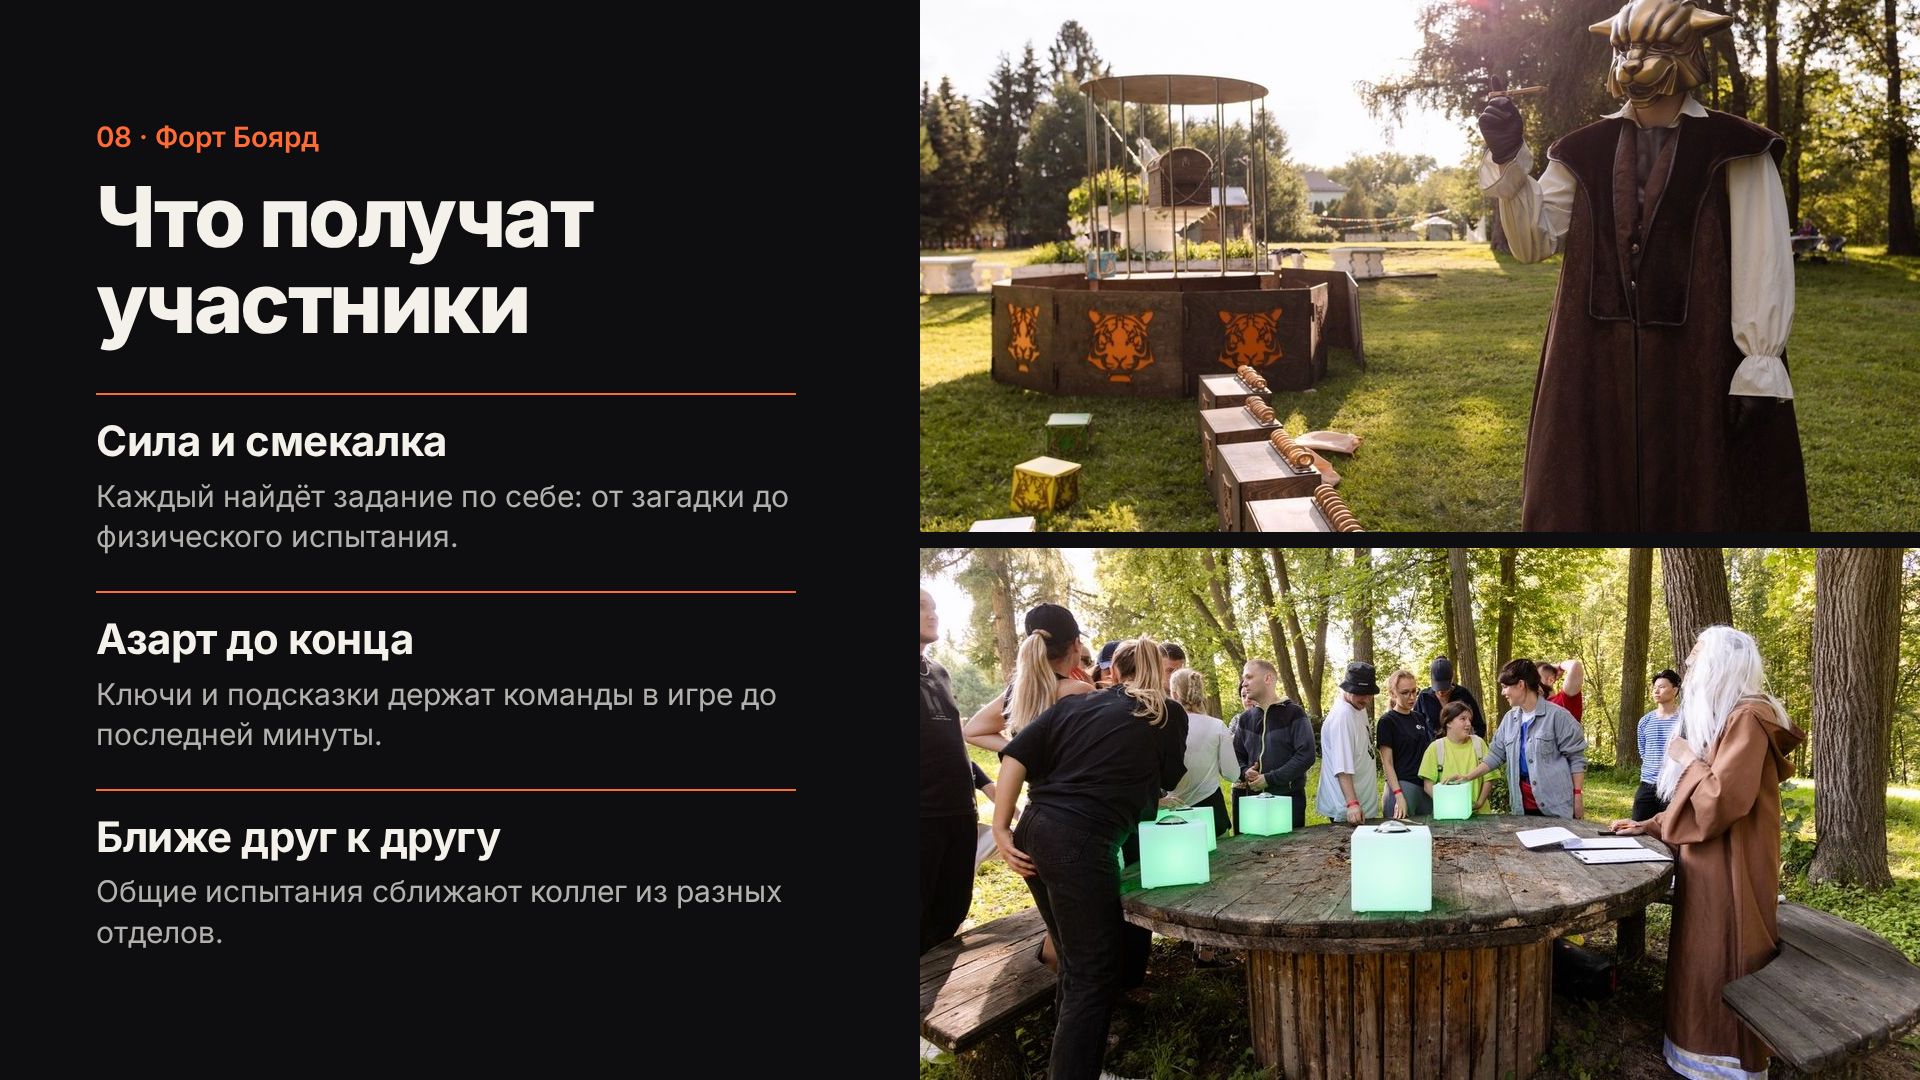 08 · Форт Боярд
Что получат
участники
Сила и смекалка
Каждый найдёт задание по себе: от загадки до
физического испытания.
Азарт до конца
Ключи и подсказки держат команды в игре до
последней минуты.
Ближе друг к другу
Общие испытания сближают коллег из разных
отделов.